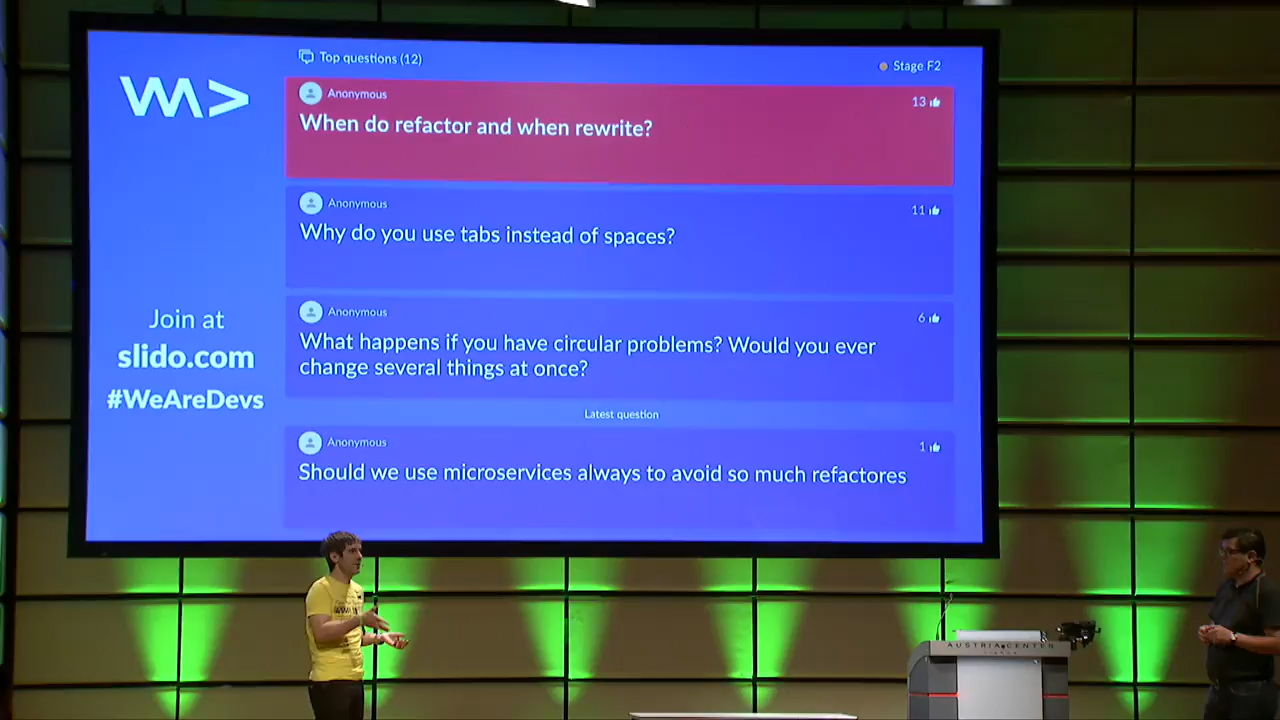 Top questions (12)
Stage F2
WA>
Anonymous
13
When do refactor and when rewrite?
Anonymous
11
Why do you use tabs instead of spaces?
Anonymous
6
What happens if you have circular problems? Would you ever
change several things at once?
Latest question
Anonymous
1
Should we use microservices always to avoid so much refactores
Join at
slido.com
#WeAreDevs
AUSTRIA CENTER